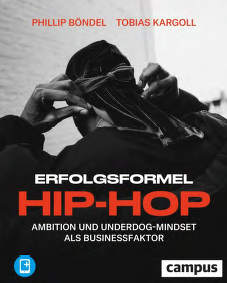 PHILLIP BÖNDEL TOBIAS KARGOLL
ERFOLGSFORMEL
HIP-HOP
AMBITION UND UNDERDOG-MINDSET
ALS BUSINESSFAKTOR
campus